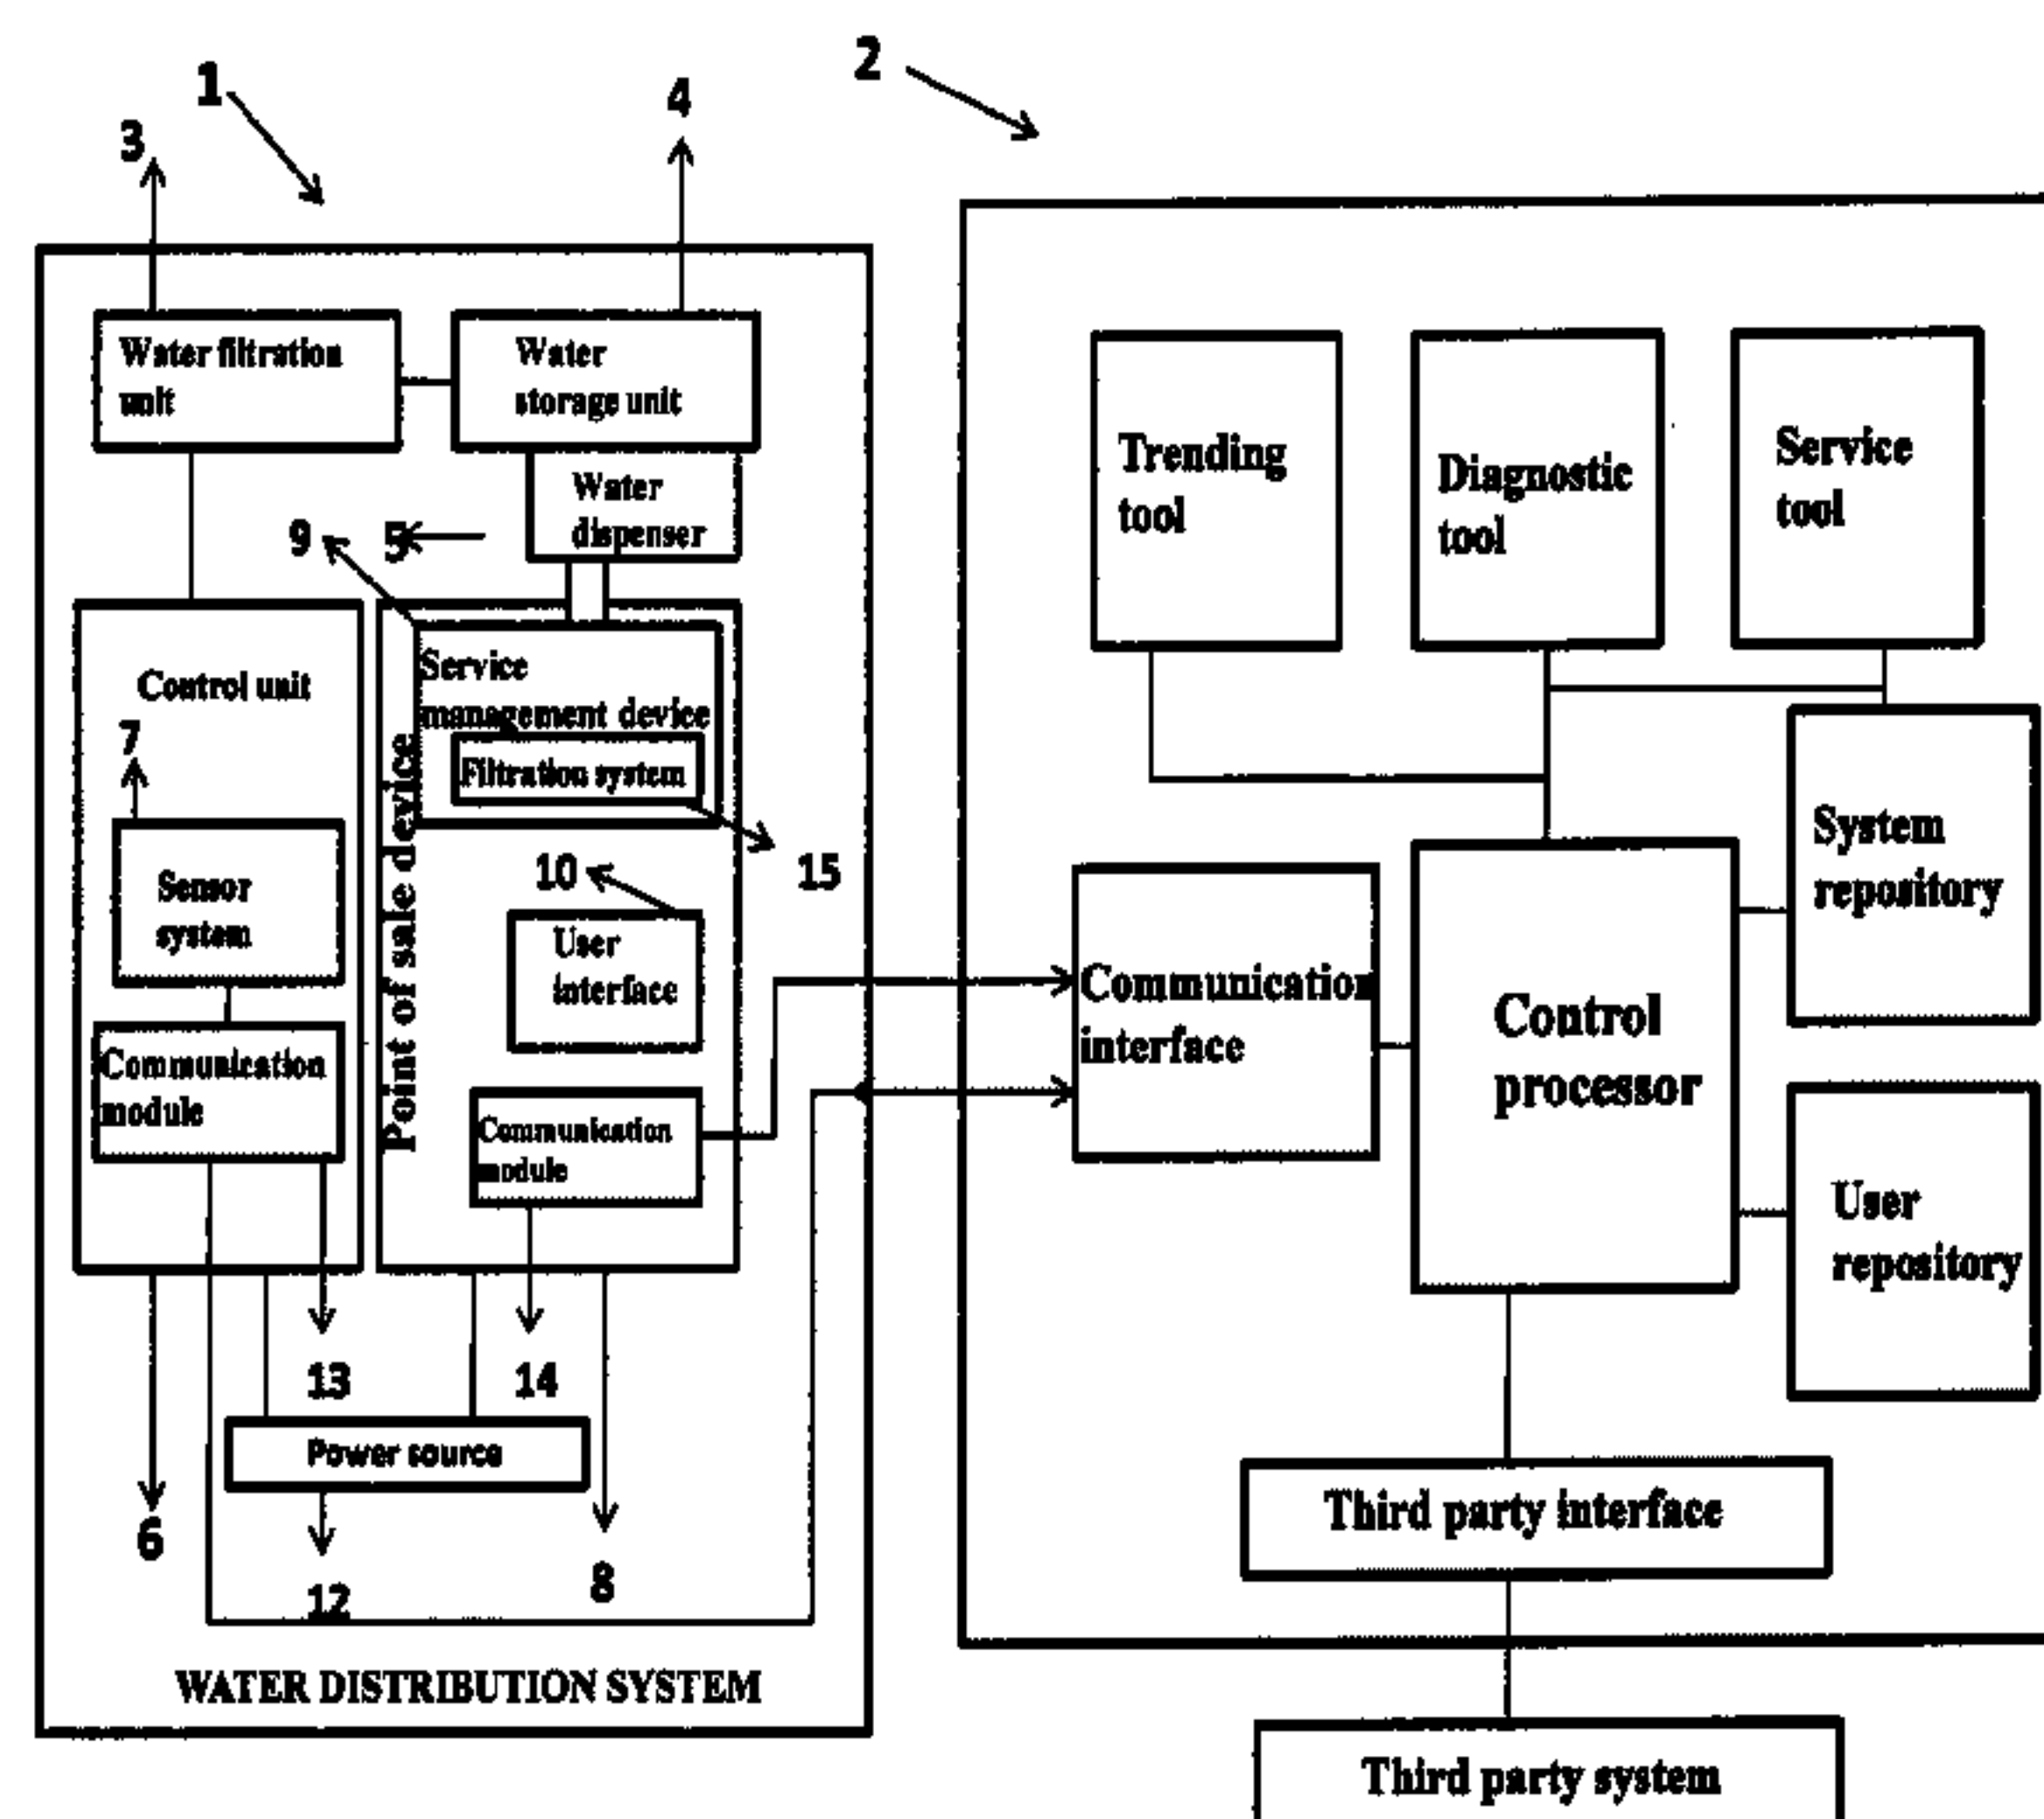 1
2
3
4
Water filtration
unit
Water
storage unit
Water
dispenser
9
5
Control unit
7
Service
management device
Filtration system
15
Point of sale device
Sensor
system
10
User
interface
Communication
module
Communication
module
13
14
Power source
6
12
8
WATER DISTRIBUTION SYSTEM
Trending
tool
Diagnostic
tool
Service
tool
System
repository
Communication
interface
Control
processor
User
repository
Third party interface
Third party system